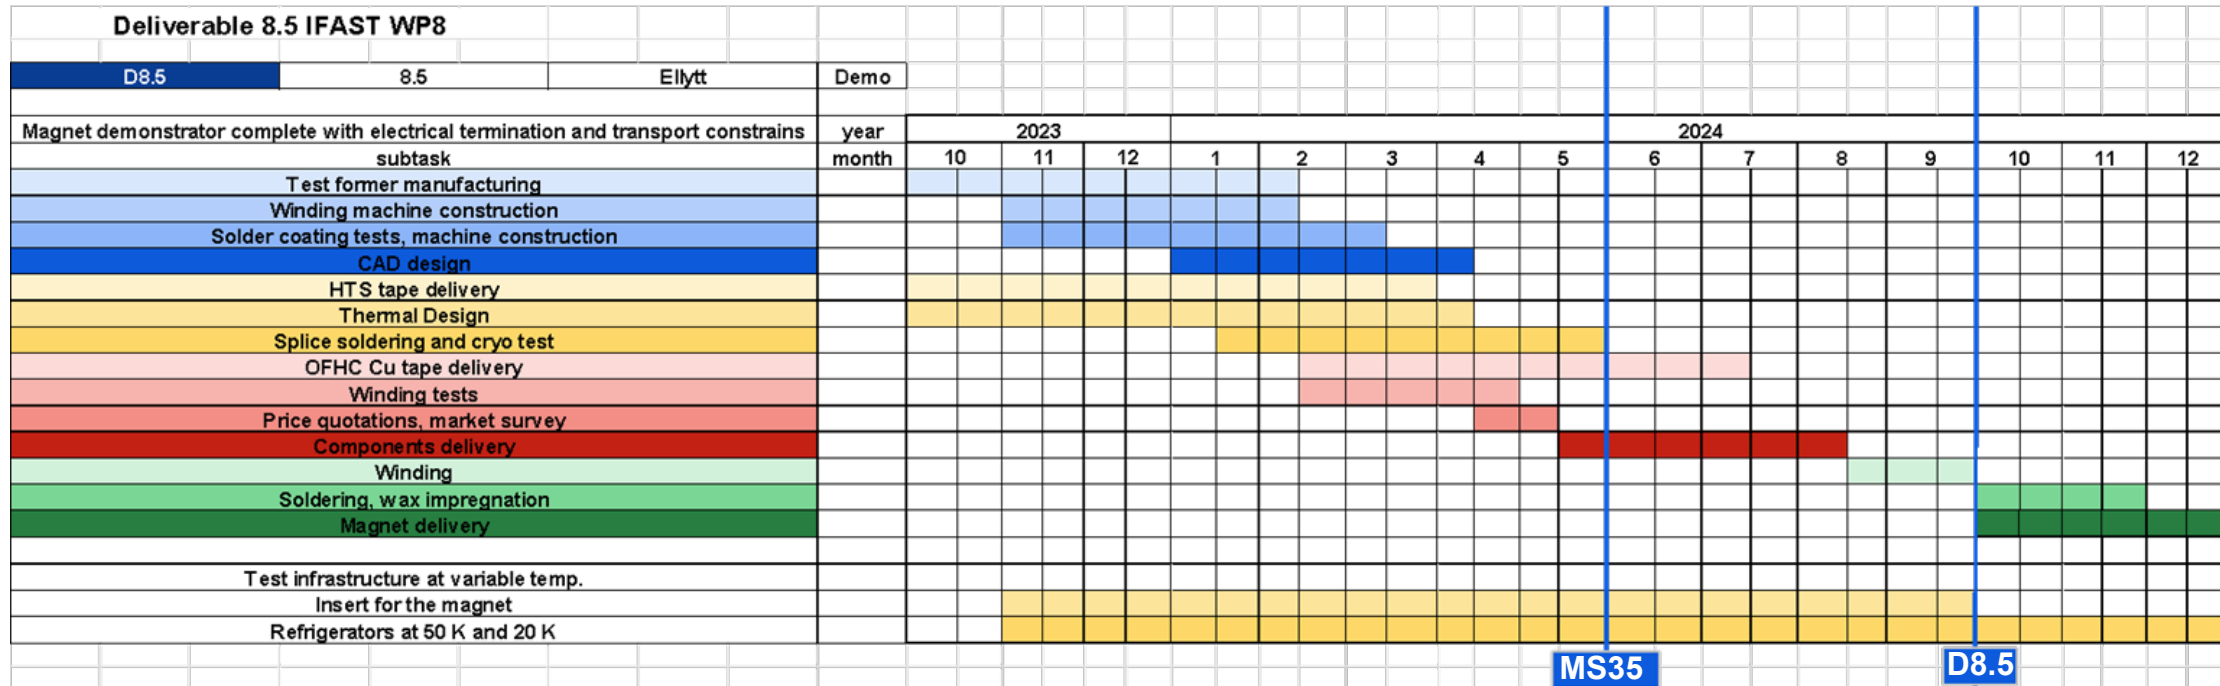 Deliverable 8.5 IFAST WP8
D8.5 8.5 Ellytt Demo
Magnet demonstrator complete with electrical termination and transport constrains year 2023 2024
subtask month 10 11 12 1 2 3 4 5 6 7 8 9 10 11 12
Test former manufacturing
Winding machine construction
Solder coating tests, machine construction
CAD design
HTS tape delivery
Thermal Design
Splice soldering and cryo test
OFHC Cu tape delivery
Winding tests
Price quotations, market survey
Components delivery
Winding
Soldering, wax impregnation
Magnet delivery
Test infrastructure at variable temp.
Insert for the magnet
Refrigerators at 50 K and 20 K
MS35 D8.5